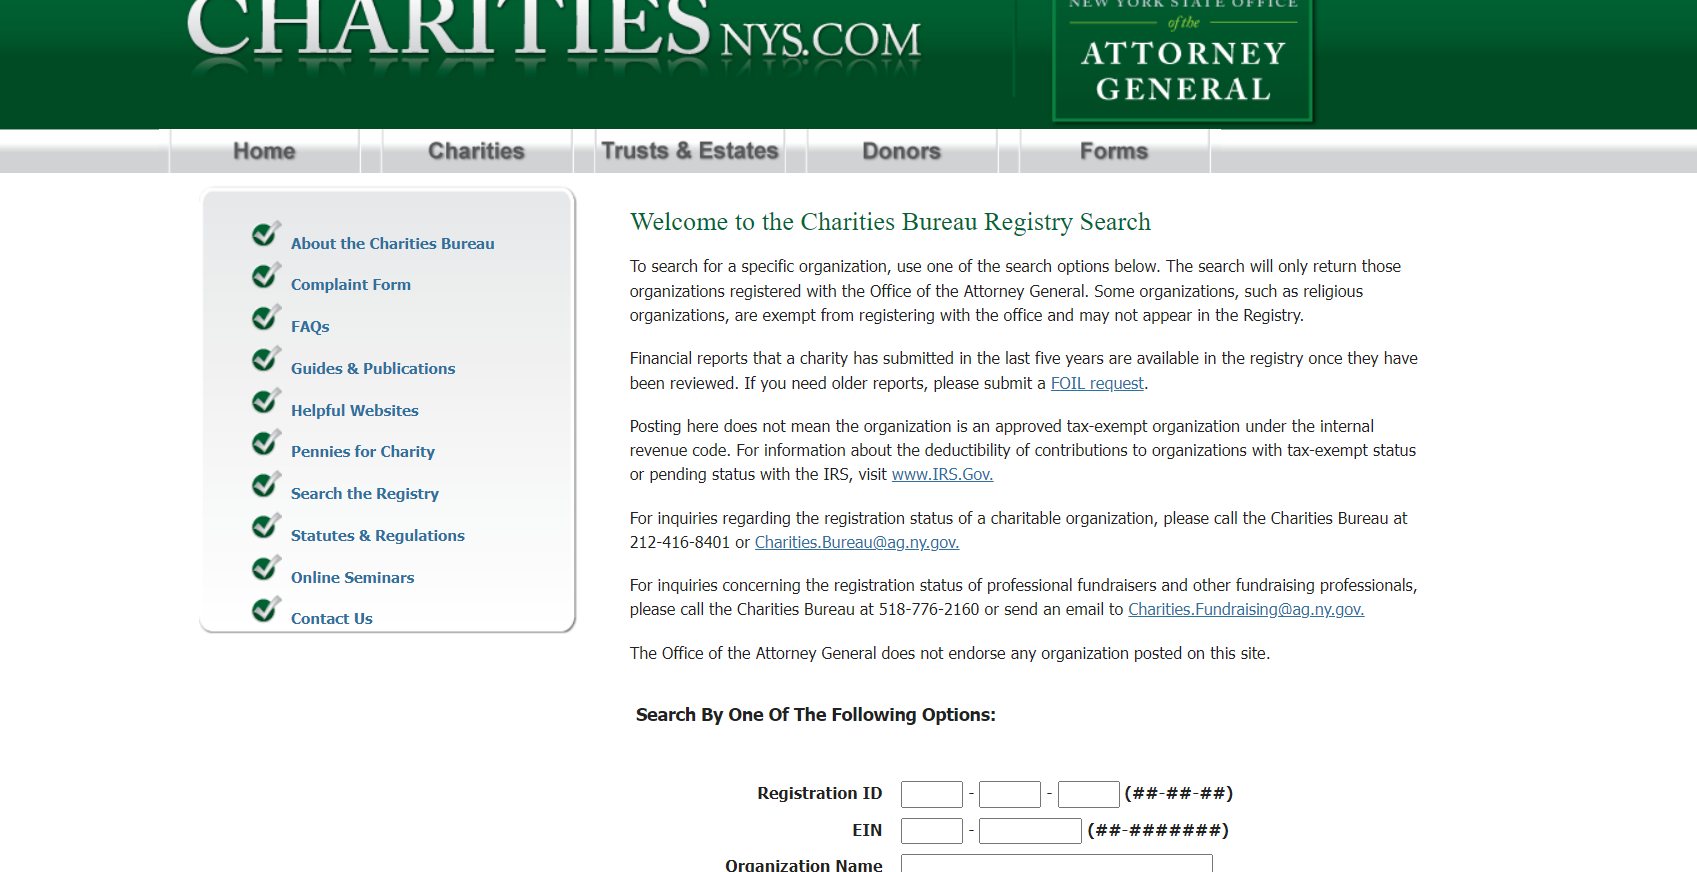 CHARITIES NYS.COM
NEW YORK STATE OFFICE
of the
ATTORNEY
GENERAL
Home
Charities
Trusts & Estates
Donors
Forms
About the Charities Bureau
Complaint Form
FAQs
Guides & Publications
Helpful Websites
Pennies for Charity
Search the Registry
Statutes & Regulations
Online Seminars
Contact Us
Welcome to the Charities Bureau Registry Search
To search for a specific organization, use one of the search options below. The search will only return those
organizations registered with the Office of the Attorney General. Some organizations, such as religious
organizations, are exempt from registering with the office and may not appear in the Registry.
Financial reports that a charity has submitted in the last five years are available in the registry once they have
been reviewed. If you need older reports, please submit a FOIL request.
Posting here does not mean the organization is an approved tax-exempt organization under the internal
revenue code. For information about the deductibility of contributions to organizations with tax-exempt status
or pending status with the IRS, visit www.IRS.Gov.
For inquiries regarding the registration status of a charitable organization, please call the Charities Bureau at
212-416-8401 or Charities.Bureau@ag.ny.gov.
For inquiries concerning the registration status of professional fundraisers and other fundraising professionals,
please call the Charities Bureau at 518-776-2160 or send an email to Charities.Fundraising@ag.ny.gov.
The Office of the Attorney General does not endorse any organization posted on this site.
Search By One Of The Following Options:
Registration ID - - (##-##-##)
EIN - (##-#######)
Organization Name